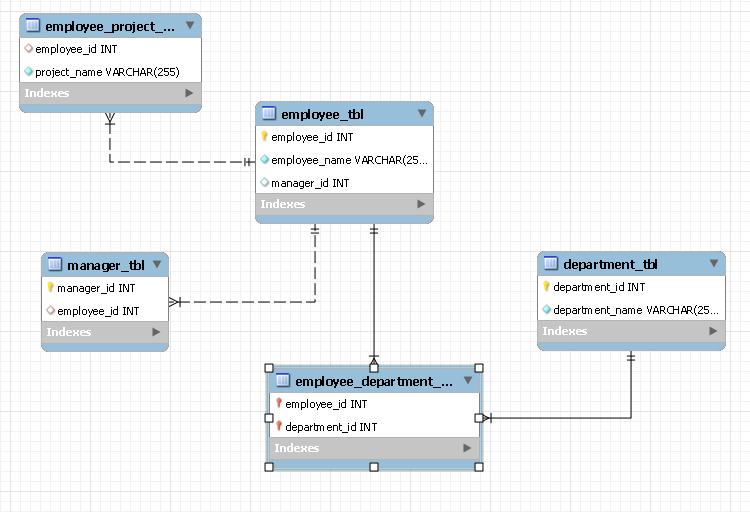 employee_project_...
employee_id INT
project_name VARCHAR(255)
Indexes
employee_tbl
employee_id INT
employee_name VARCHAR(25...
manager_id INT
Indexes
manager_tbl
manager_id INT
employee_id INT
Indexes
department_tbl
department_id INT
department_name VARCHAR(25...
Indexes
employee_department_...
employee_id INT
department_id INT
Indexes